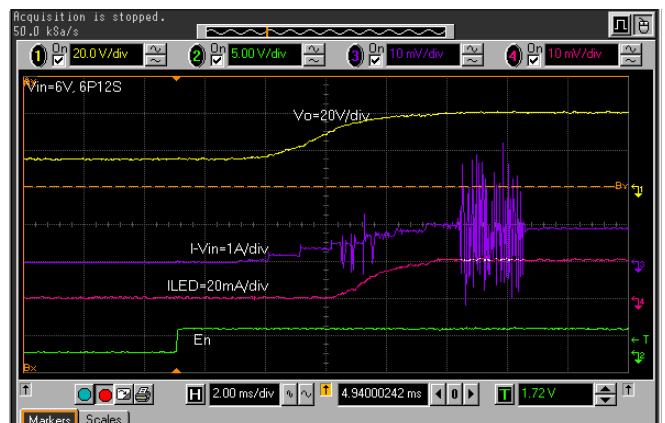 Acquisition is stopped.
50.0 kSa/s
1 On 20.0 V/div 2 On 5.00 V/div 3 On 10 mV/div 4 On 10 mV/div
Vin=6V, 6P12S
Vo=20V/div
I-Vin=1A/div
ILED=20mA/div
En
T
H 2.00 ms/div 4.94000242 ms 0 T 1.72 V
Markers Scales